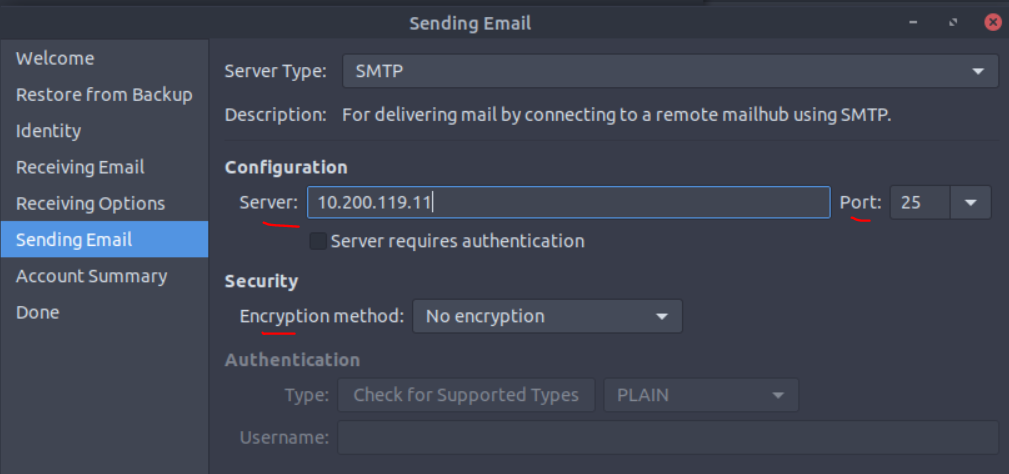 Sending Email
Welcome
Restore from Backup
Identity
Receiving Email
Receiving Options
Sending Email
Account Summary
Done
Server Type: SMTP
Description: For delivering mail by connecting to a remote mailhub using SMTP.
Configuration
Server: 10.200.119.11 Port: 25
Server requires authentication
Security
Encryption method: No encryption
Authentication
Type: Check for Supported Types PLAIN
Username: